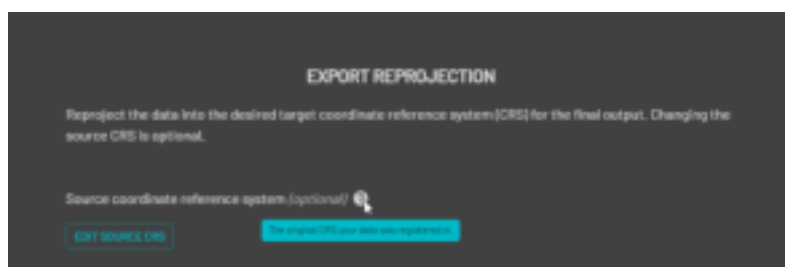 EXPORT REPROJECTION
Reproject the data into the desired target coordinate reference system (CRS) for the final output. Changing the
source CRS is optional.
Source coordinate reference system (optional)
The original CRS your data was registered in.
EDIT SOURCE CRS